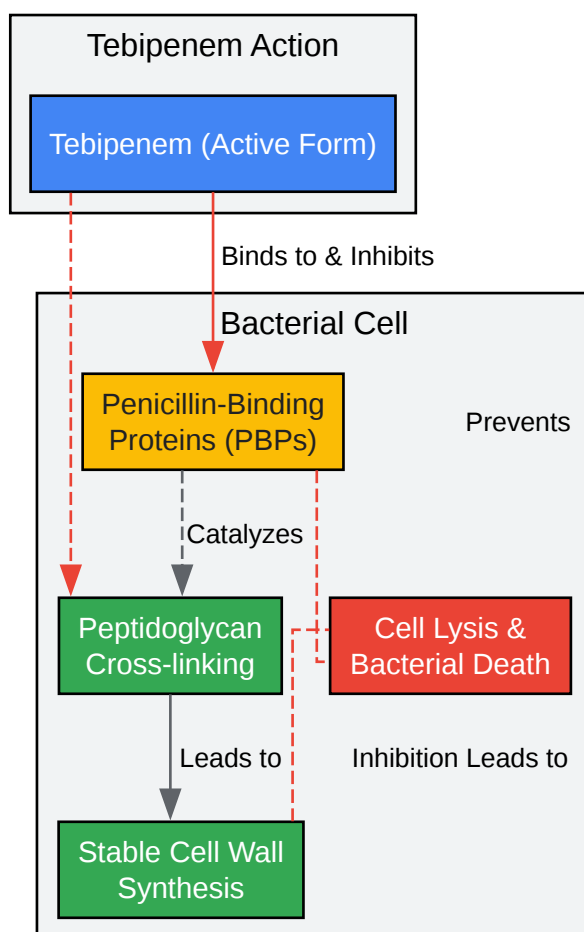 Tebipenem Action
Tebipenem (Active Form)
Binds to & Inhibits
Bacterial Cell
Penicillin-Binding
Proteins (PBPs)
Prevents
Catalyzes
Peptidoglycan
Cross-linking
Cell Lysis &
Bacterial Death
Leads to
Inhibition Leads to
Stable Cell Wall
Synthesis